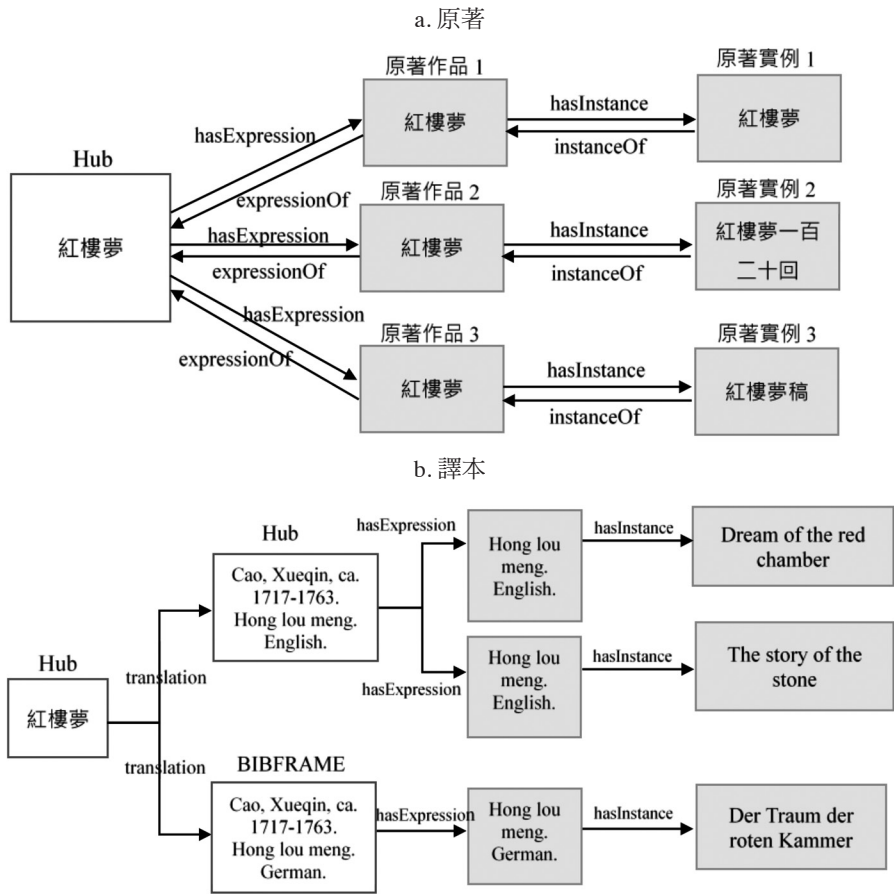 a. 原著
原著作品 1
原著實例 1
hasExpression
紅樓夢
hasInstance
instanceOf
紅樓夢
Hub
紅樓夢
expressionOf
原著作品 2
原著實例 2
hasExpression
expressionOf
紅樓夢
hasInstance
instanceOf
紅樓夢一百
二十回
hasExpression
expressionOf
原著作品 3
原著實例 3
紅樓夢
hasInstance
instanceOf
紅樓夢稿
b. 譯本
Hub
紅樓夢
translation
translation
Hub
Cao, Xueqin, ca.
1717-1763.
Hong lou meng.
English.
hasExpression
Hong lou
meng.
English.
hasInstance
Dream of the red
chamber
hasExpression
Hong lou
meng.
English.
hasInstance
The story of the
stone
BIBFRAME
Cao, Xueqin, ca.
1717-1763.
Hong lou meng.
German.
hasExpression
Hong lou
meng.
German.
hasInstance
Der Traum der
roten Kammer